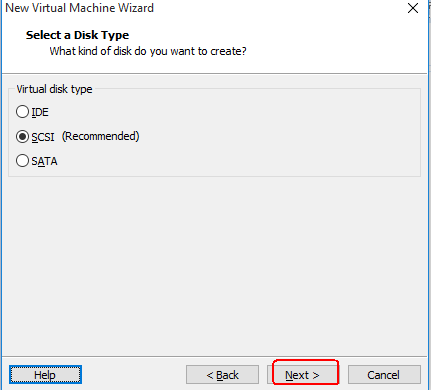 New Virtual Machine Wizard
Select a Disk Type
What kind of disk do you want to create?
Virtual disk type
IDE
SCSI (Recommended)
SATA
Help < Back Next > Cancel